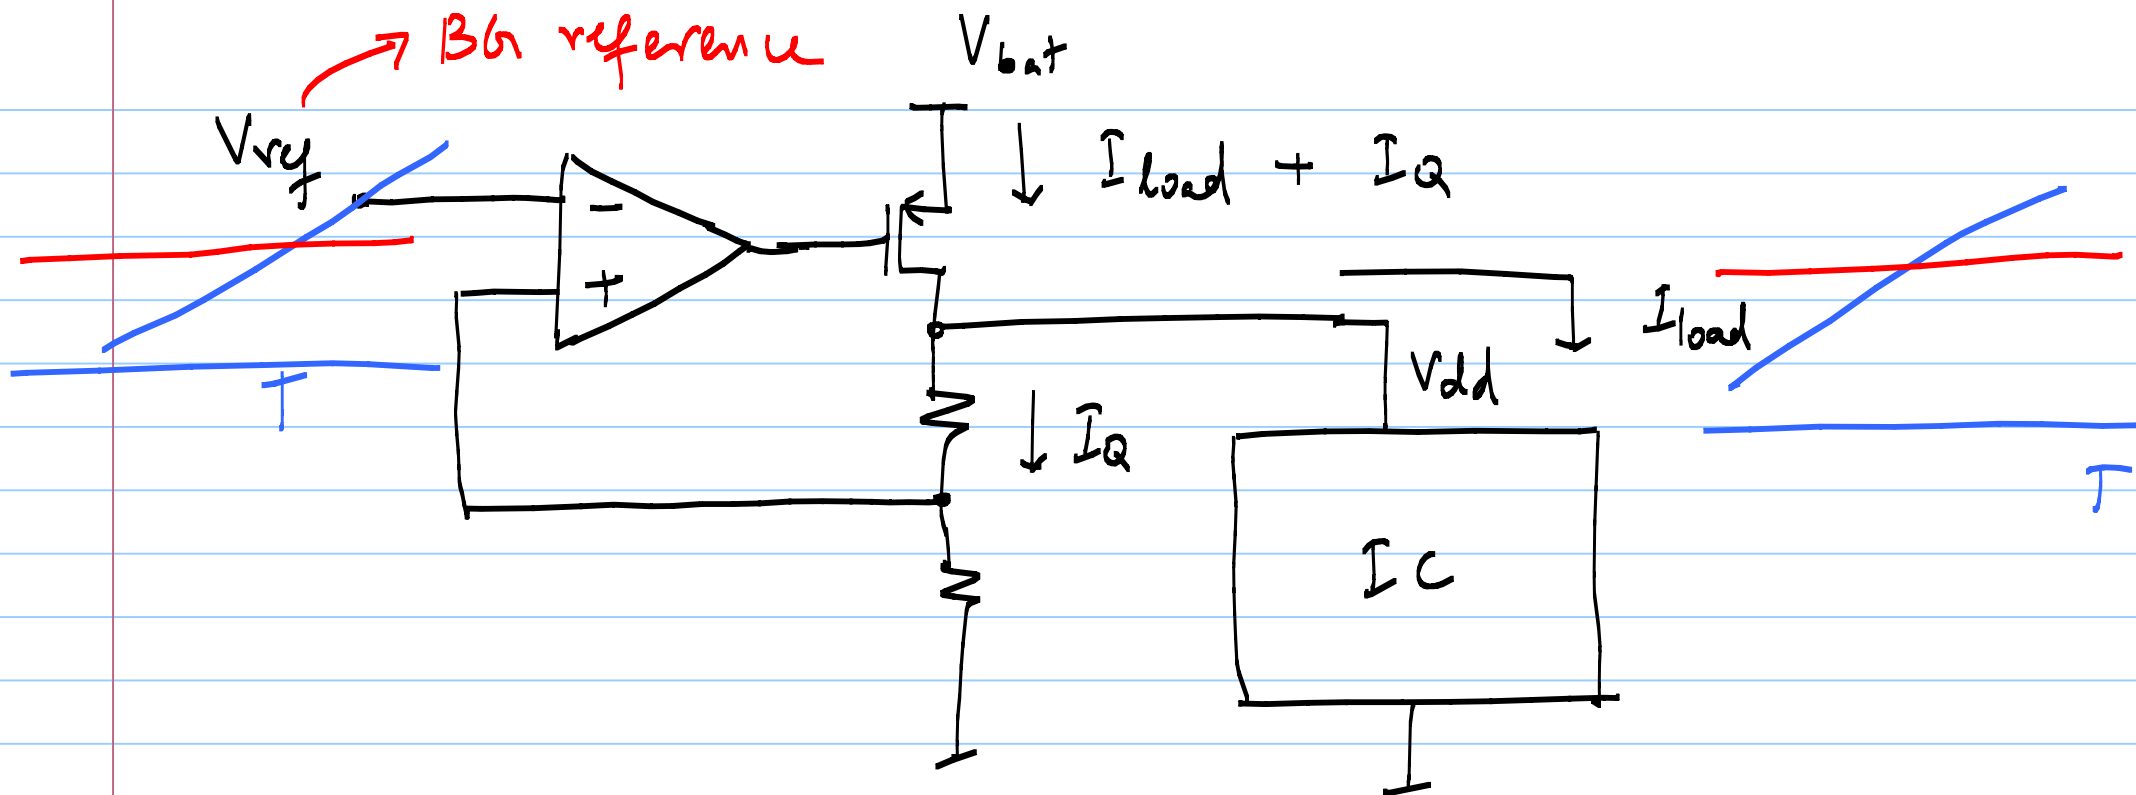 BG reference
Vbat
Vref
Iload + IQ
-
+
Iload
Vdd
T
IQ
T
IC